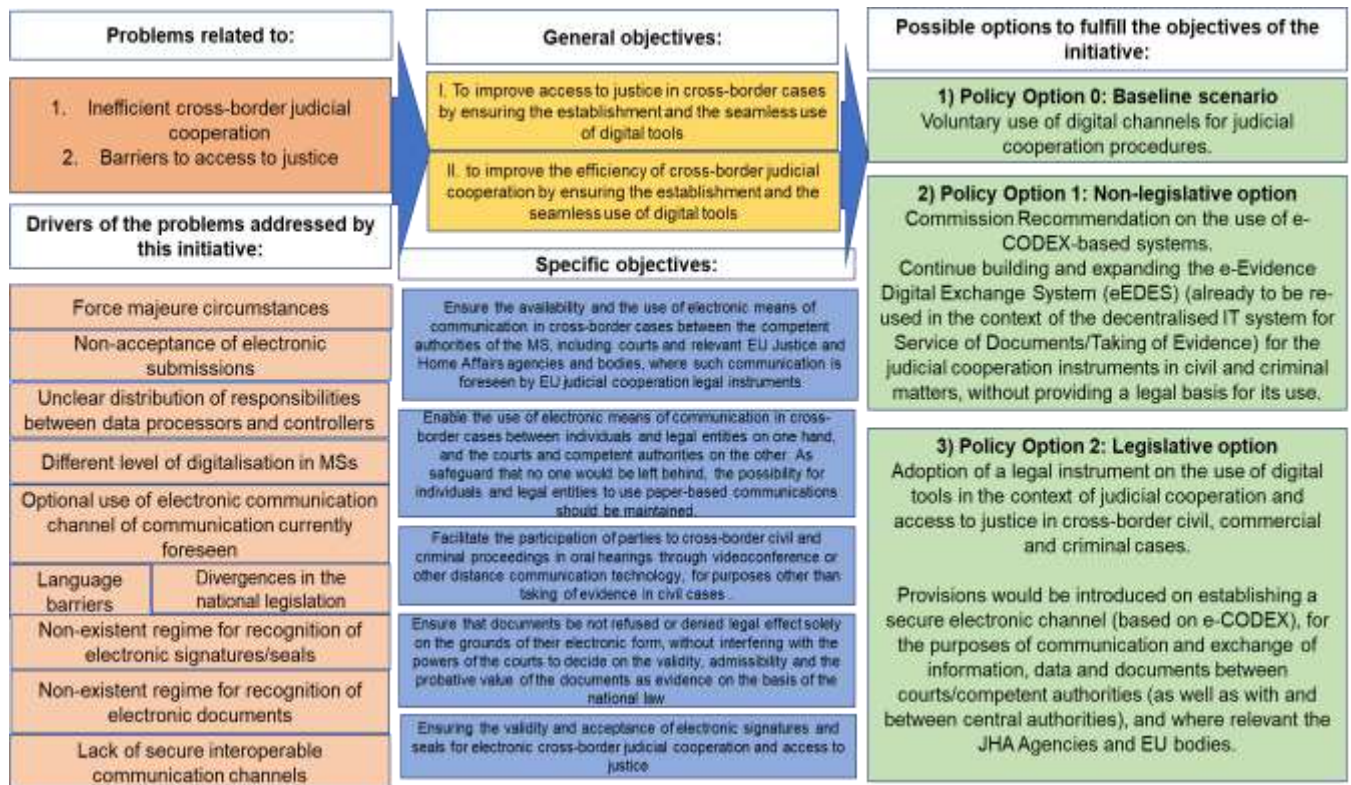 Problems related to:
1. Inefficient cross-border judicial
cooperation
2. Barriers to access to justice
Drivers of the problems addressed by
this initiative:
Force majeure circumstances
Non-acceptance of electronic
submissions
Unclear distribution of responsibilities
between data processors and controllers
Different level of digitalisation in MSs
Optional use of electronic communication
channel of communication currently
foreseen
Language
barriers
Divergences in the
national legislation
Non-existent regime for recognition of
electronic signatures/seals
Non-existent regime for recognition of
electronic documents
Lack of secure interoperable
communication channels
General objectives:
I. To improve access to justice in cross-border cases
by ensuring the establishment and the seamless use
of digital tools
II. to improve the efficiency of cross-border judicial
cooperation by ensuring the establishment and the
seamless use of digital tools
Specific objectives:
Ensure the availability and the use of electronic means of
communication in cross-border cases between the competent
authorities of the MS, including courts and relevant EU Justice and
Home Affairs agencies and bodies, where such communication is
foreseen by EU judicial cooperation legal instruments
Enable the use of electronic means of communication in cross-
border cases between individuals and legal entities on one hand,
and the courts and competent authorities on the other. As
safeguard that no one would be left behind, the possibility for
individuals and legal entities to use paper-based communications
should be maintained.
Facilitate the participation of parties to cross-border civil and
criminal proceedings in oral hearings through videoconference or
other distance communication technology, for purposes other than
taking of evidence in civil cases .
Ensure that documents be not refused or denied legal effect solely
on the grounds of their electronic form, without interfering with the
powers of the courts to decide on the validity, admissibility and the
probative value of the documents as evidence on the basis of the
national law
Ensuring the validity and acceptance of electronic signatures and
seals for electronic cross-border judicial cooperation and access to
justice
Possible options to fulfill the objectives of the
initiative:
1) Policy Option 0: Baseline scenario
Voluntary use of digital channels for judicial
cooperation procedures.
2) Policy Option 1: Non-legislative option
Commission Recommendation on the use of e-
CODEX-based systems.
Continue building and expanding the e-Evidence
Digital Exchange System (eEDES) (already to be re-
used in the context of the decentralised IT system for
Service of Documents/Taking of Evidence) for the
judicial cooperation instruments in civil and criminal
matters, without providing a legal basis for its use.
3) Policy Option 2: Legislative option
Adoption of a legal instrument on the use of digital
tools in the context of judicial cooperation and
access to justice in cross-border civil, commercial
and criminal cases.
Provisions would be introduced on establishing a
secure electronic channel (based on e-CODEX), for
the purposes of communication and exchange of
information, data and documents between
courts/competent authorities (as well as with and
between central authorities), and where relevant the
JHA Agencies and EU bodies.